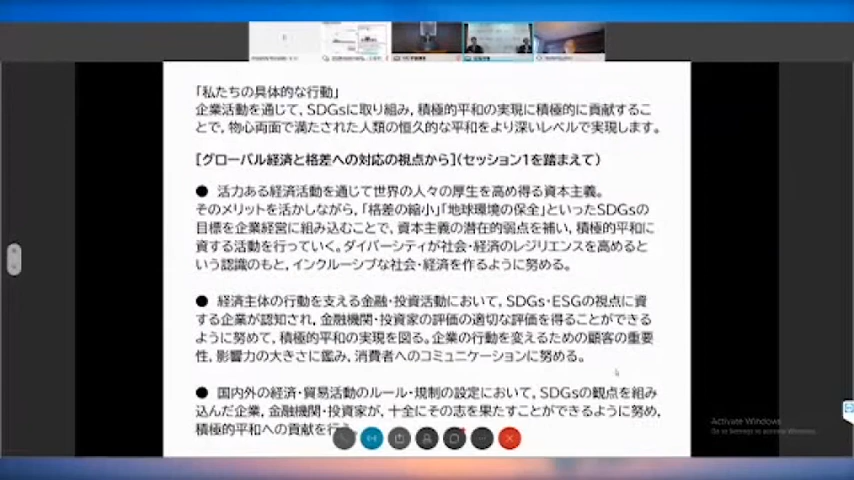 「私たちの具体的な行動」
企業活動を通じて、SDGsに取り組み，積極的平和の実現に積極的に貢献するこ
とで，物心両面で満たされた人類の恒久的な平和をより深いレベルで実現します。
[グローバル経済と格差への対応の視点から](セッション1を踏まえて)
● 活力ある経済活動を通じて世界の人々の厚生を高め得る資本主義。
そのメリットを活かしながら，「格差の縮小」「地球環境の保全」といったSDGsの
目標を企業経営に組み込むことで，資本主義の潜在的弱点を補い，積極的平和に
資する活動を行っていく。ダイバーシティが社会・経済のレジリエンスを高めると
いう認識のもと，インクルーシブな社会・経済を作るように努める。
● 経済主体の行動を支える金融・投資活動において，SDGs・ESGの視点に資
する企業が認知され，金融機関・投資家の評価の適切な評価を得ることができる
ように努めて，積極的平和の実現を図る。企業の行動を変えるための顧客の重要
性，影響力の大きさに鑑み，消費者へのコミュニケーションに努める。
● 国内外の経済・貿易活動のルール・規制の設定において，SDGsの観点を組み
込んだ企業，金融機関・投資家が，十全にその志を果たすことができるように努め，
積極的平和への貢献を行
Activate Windows